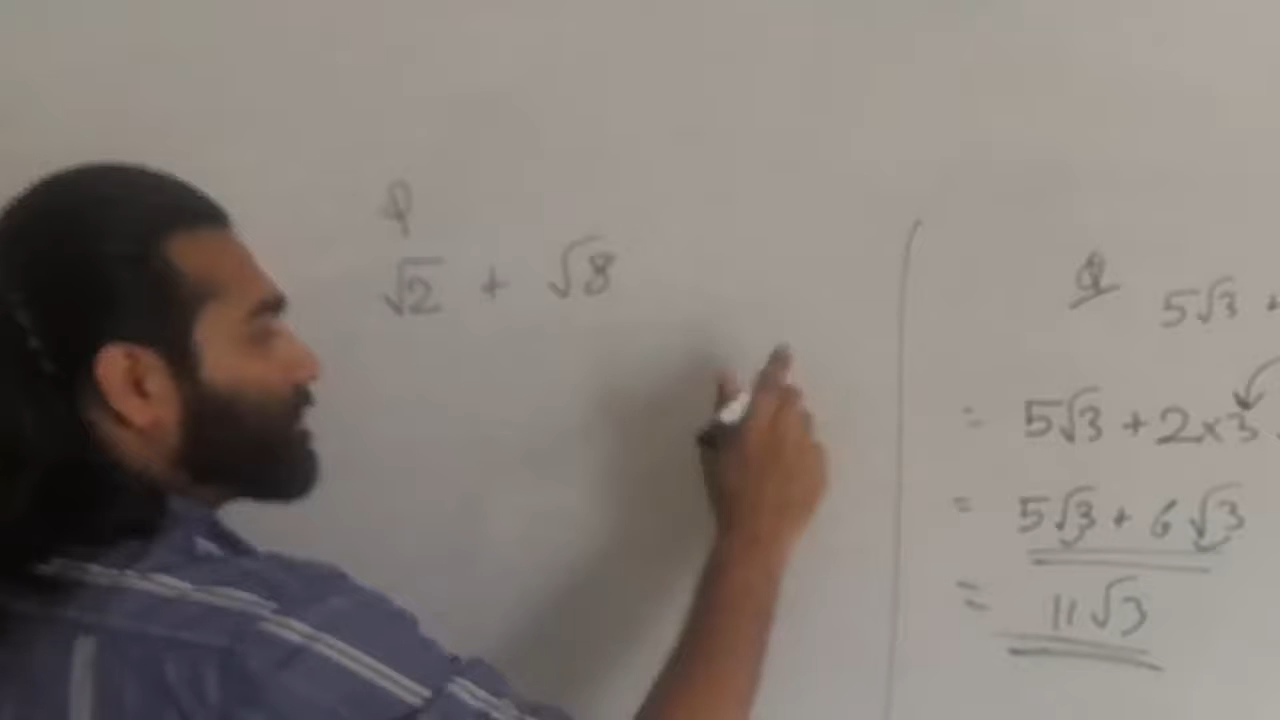 Q
√2 + √8
Q 5√3 +
= 5√3 + 2×3
= 5√3 + 6√3
= 11√3